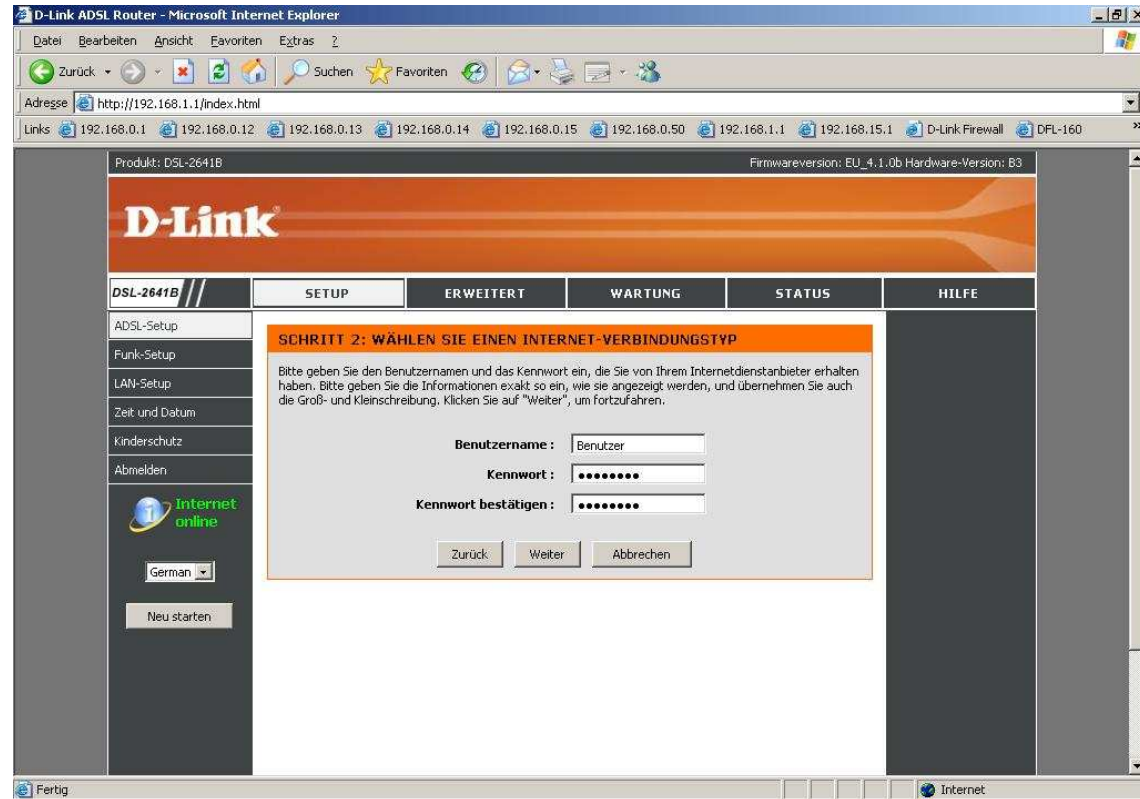 D-Link ADSL Router - Microsoft Internet Explorer
Datei Bearbeiten Ansicht Favoriten Extras ?
Zurück Suchen Favoriten
Adresse http://192.168.1.1/index.html
Links 192.168.0.1 192.168.0.12 192.168.0.13 192.168.0.14 192.168.0.15 192.168.0.50 192.168.1.1 192.168.15.1 D-Link Firewall DFL-160 »
Produkt: DSL-2641B Firmwareversion: EU_4.1.0b Hardware-Version: B3
D-Link®
DSL-2641B SETUP ERWEITERT WARTUNG STATUS HILFE
ADSL-Setup
Funk-Setup
LAN-Setup
Zeit und Datum
Kinderschutz
Abmelden
Internet
online
German
Neu starten
SCHRITT 2: WÄHLEN SIE EINEN INTERNET-VERBINDUNGSTYP
Bitte geben Sie den Benutzernamen und das Kennwort ein, die Sie von Ihrem Internetdienstanbieter erhalten
haben. Bitte geben Sie die Informationen exakt so ein, wie sie angezeigt werden, und übernehmen Sie auch
die Groß- und Kleinschreibung. Klicken Sie auf "Weiter", um fortzufahren.
Benutzername : Benutzer
Kennwort : ●●●●●●●●
Kennwort bestätigen : ●●●●●●●●
Zurück Weiter Abbrechen
Fertig Internet